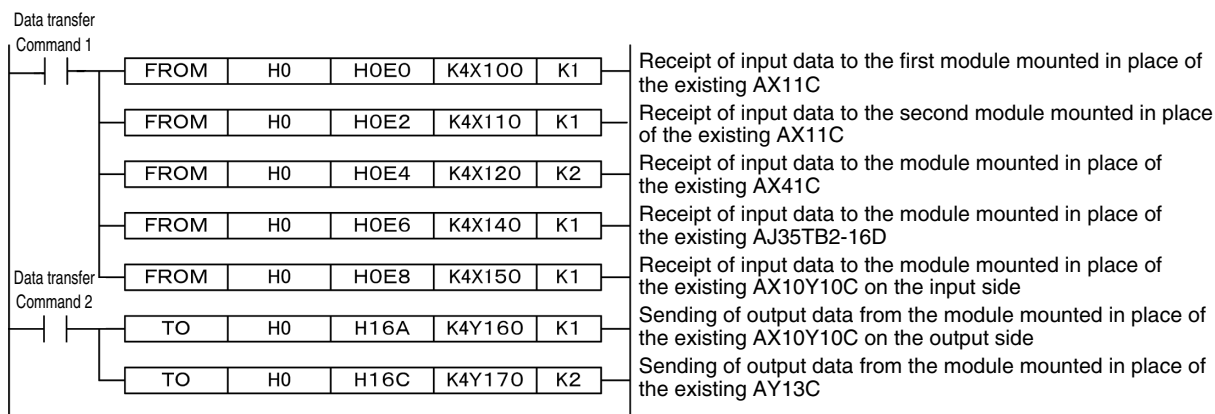 Data transfer
Command 1
FROM H0 H0E0 K4X100 K1
Receipt of input data to the first module mounted in place of
the existing AX11C
FROM H0 H0E2 K4X110 K1
Receipt of input data to the second module mounted in place
of the existing AX11C
FROM H0 H0E4 K4X120 K2
Receipt of input data to the module mounted in place of
the existing AX41C
FROM H0 H0E6 K4X140 K1
Receipt of input data to the module mounted in place of
the existing AJ35TB2-16D
Data transfer
Command 2
FROM H0 H0E8 K4X150 K1
Receipt of input data to the module mounted in place of
the existing AX10Y10C on the input side
TO H0 H16A K4Y160 K1
Sending of output data from the module mounted in place of
the existing AX10Y10C on the output side
TO H0 H16C K4Y170 K2
Sending of output data from the module mounted in place of
the existing AY13C